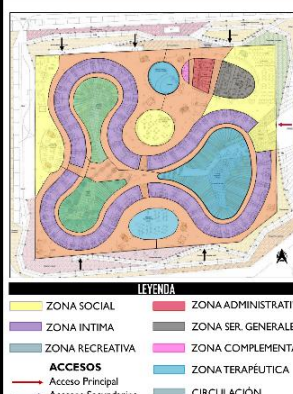 LEYENDA
ZONA SOCIAL
ZONA ADMINISTRATI
ZONA INTIMA
ZONA SER. GENERALE
ZONA RECREATIVA
ZONA COMPLEMENTA
ACCESOS
ZONA TERAPÉUTICA
Acceso Principal
CIRCULACIÓN